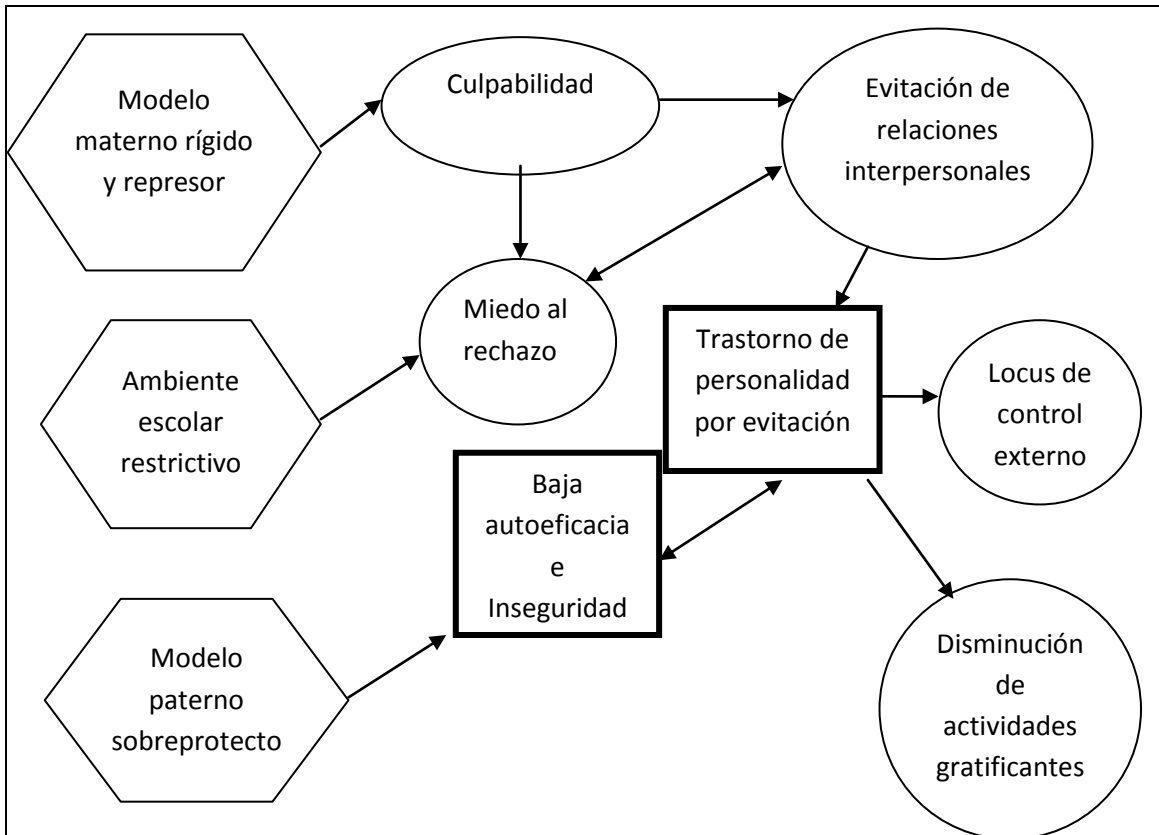 Modelo
materno rígido
y represor
Culpabilidad
Evitación de
relaciones
interpersonales
Miedo al
rechazo
Ambiente
escolar
restrictivo
Trastorno de
personalidad
por evitación
Locus de
control
externo
Baja
autoeficacia
e
Inseguridad
Modelo
paterno
sobreprotecto
Disminución
de
actividades
gratificantes